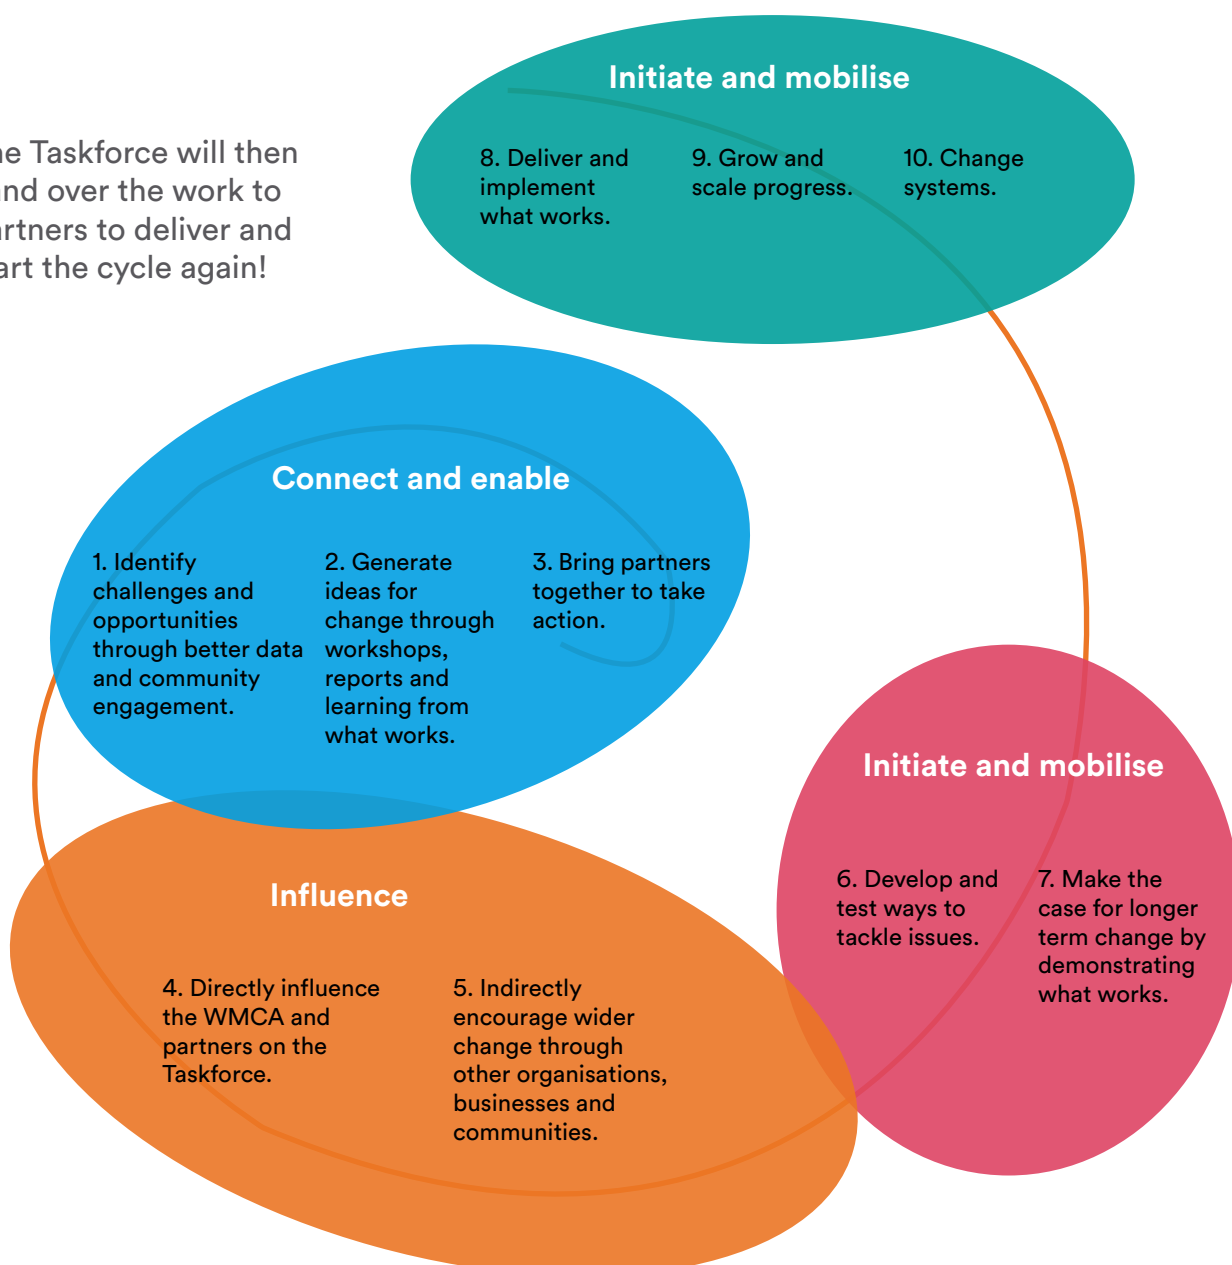 Initiate and mobilise
8. Deliver and
implement
what works.
9. Grow and
scale progress.
10. Change
systems.
he Taskforce will then
and over the work to
artners to deliver and
art the cycle again!
Connect and enable
1. Identify
challenges and
opportunities
through better data
and community
engagement.
2. Generate
ideas for
change through
workshops,
reports and
learning from
what works.
3. Bring partners
together to take
action.
Initiate and mobilise
6. Develop and
test ways to
tackle issues.
7. Make the
case for longer
term change by
demonstrating
what works.
Influence
4. Directly influence
the WMCA and
partners on the
Taskforce.
5. Indirectly
encourage wider
change through
other organisations,
businesses and
communities.